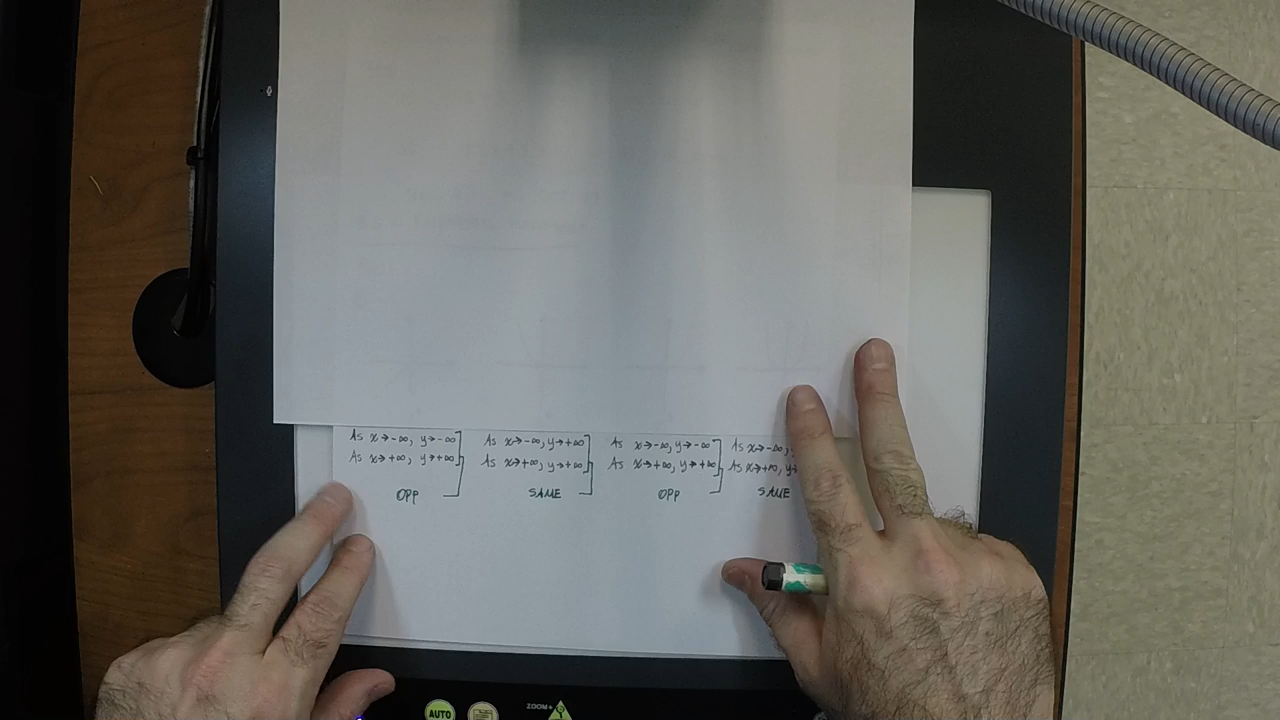 As x→-∞, y→-∞
As x→+∞, y→+∞
OPP
As x→-∞, y→+∞
As x→+∞, y→+∞
SAME
As x→-∞, y→-∞
As x→+∞, y→+∞
OPP
As x→-∞,
As x→+∞, y→
SAME
AUTO
ZOOM+